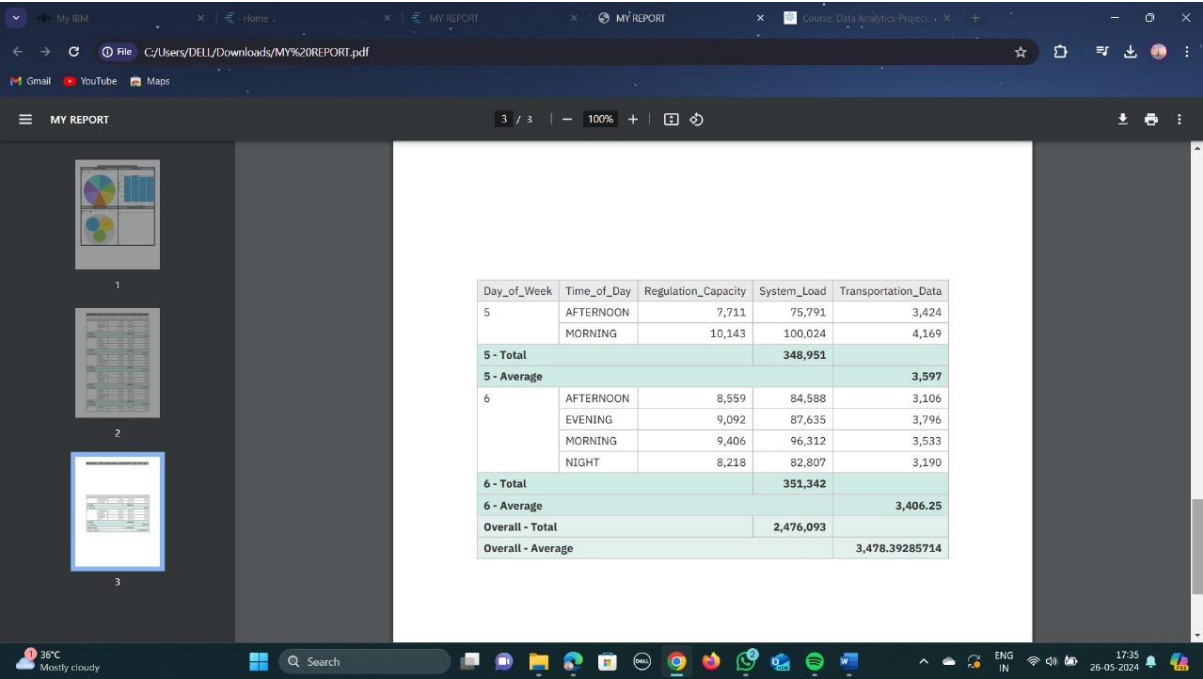 My IBM
Home
MY REPORT
MY REPORT
Course: Data Analytics-Project
File C:/Users/DELL/Downloads/MY%20REPORT.pdf
Gmail YouTube Maps
MY REPORT 3 / 3 100%
1
2
3
Day_of_Week Time_of_Day Regulation_Capacity System_Load Transportation_Data
5 AFTERNOON 7,711 75,791 3,424
MORNING 10,143 100,024 4,169
5 - Total 348,951
5 - Average 3,597
6 AFTERNOON 8,559 84,588 3,106
EVENING 9,092 87,635 3,796
MORNING 9,406 96,312 3,533
NIGHT 8,218 82,807 3,190
6 - Total 351,342
6 - Average 3,406.25
Overall - Total 2,476,093
Overall - Average 3,478.39285714
1 36°C
Mostly cloudy
Search
2
ENG
IN
17:35
26-05-2024